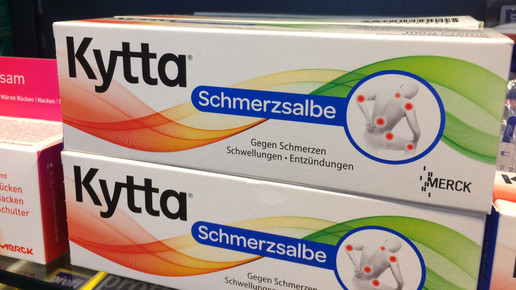 Kytta®
Schmerzsalbe
Gegen Schmerzen
Schwellungen · Entzündungen
MERCK
Kytta®
Schmerzsalbe
Gegen Schmerzen
Schwellungen · Entzündungen
sam
Wärmt Rücken | Nacken |
ücken
acken
chulter
MERCK